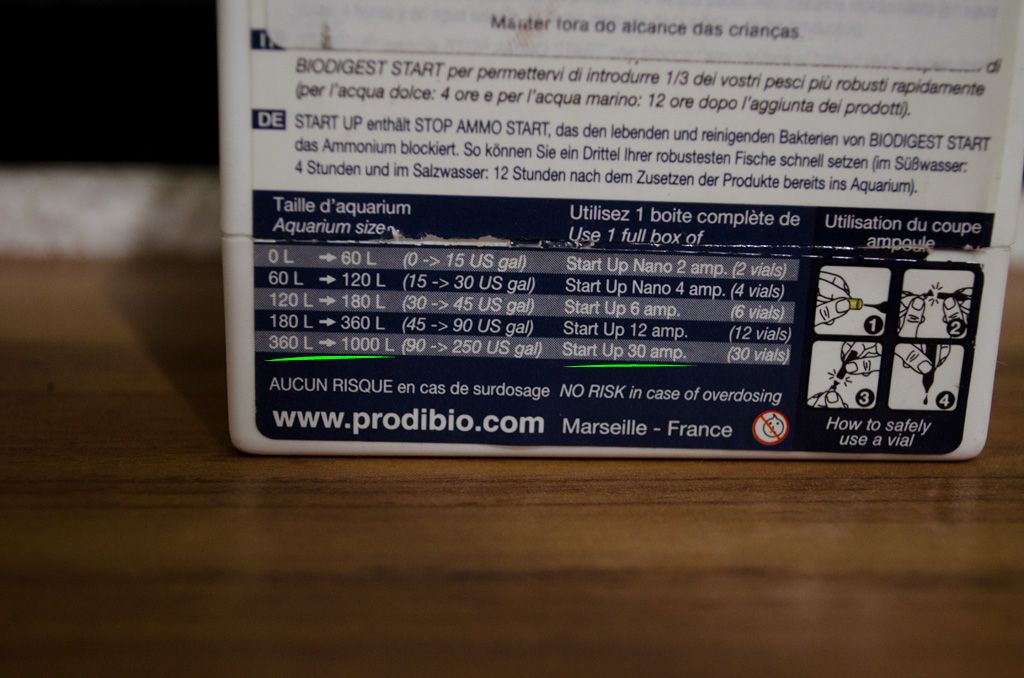 Manter fora do alcance das crianças
di
BIODIGEST START per permettervi di introdurre 1/3 dei vostri pesci più robusti rapidamente
(per l'acqua dolce: 4 ore e per l'acqua marino: 12 ore dopo l'aggiunta dei prodotti).
DE START UP enthält STOP AMMO START, das den lebenden und reinigenden Bakterien von BIODIGEST START
das Ammonium blockiert. So können Sie ein Drittel Ihrer robustesten Fische schnell setzen (im Süßwasser:
4 Stunden und im Salzwasser: 12 Stunden nach dem Zusetzen der Produkte bereits ins Aquarium).
Taille d'aquarium Utilisez 1 boite complète de Utilisation du coupe
Aquarium size Use 1 full box of ampoule
0 L → 60 L (0 -> 15 US gal) Start Up Nano 2 amp. (2 vials)
60 L → 120 L (15 -> 30 US gal) Start Up Nano 4 amp. (4 vials)
120 L → 180 L (30 -> 45 US gal) Start Up 6 amp. (6 vials)
180 L → 360 L (45 -> 90 US gal) Start Up 12 amp. (12 vials)
360 L → 1000 L (90 -> 250 US gal) Start Up 30 amp. (30 vials)
1 2
3 4
AUCUN RISQUE en cas de surdosage NO RISK in case of overdosing
www.prodibio.com Marseille - France
How to safely
use a vial